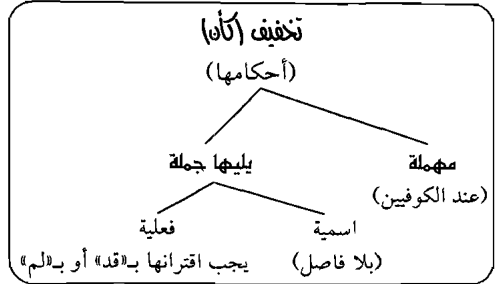 تخفيف (كأن)
(أحكامها)
مهملة
يليها جملة
(عند الكوفيين)
اسمية
فعلية
(بلا فاصل)
يجب اقترانها بـ«قد» أو بـ«لم»